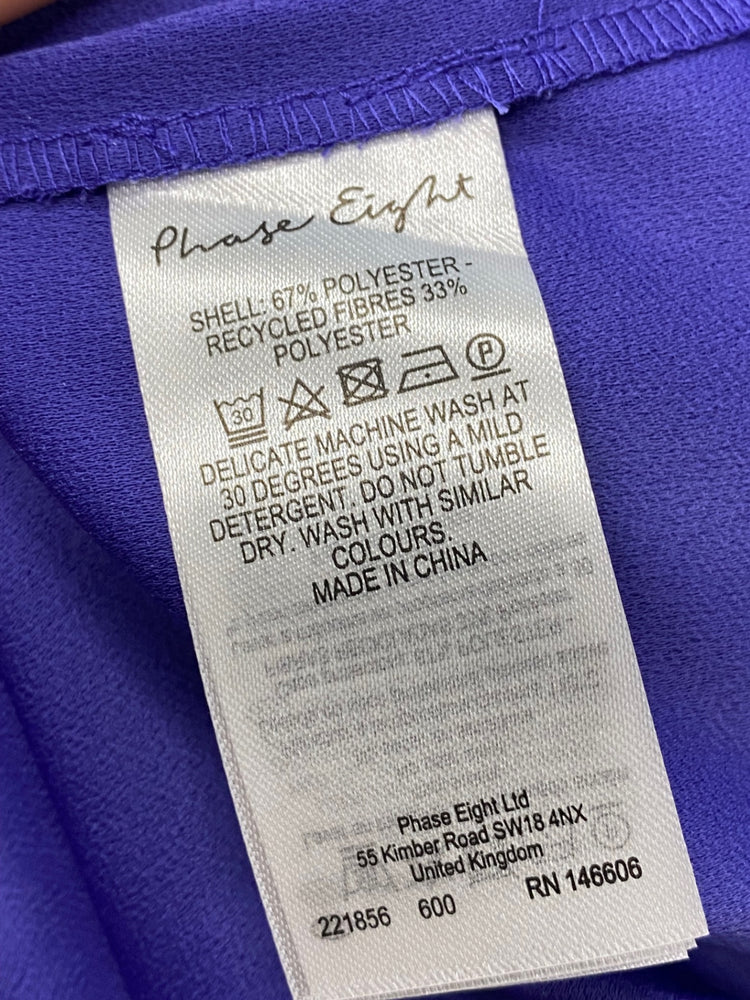 Phase Eight
SHELL: 67% POLYESTER -
RECYCLED FIBRES 33%
POLYESTER
30 P
DELICATE MACHINE WASH AT
30 DEGREES USING A MILD
DETERGENT. DO NOT TUMBLE
DRY. WASH WITH SIMILAR
COLOURS.
MADE IN CHINA
Phase Eight Ltd
55 Kimber Road SW18 4NX
United Kingdom
221856 600 RN 146606